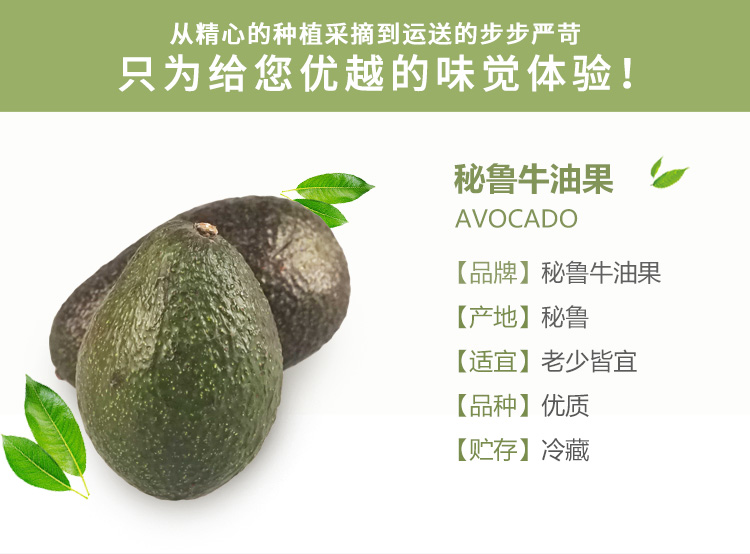 从精心的种植采摘到运送的步步严苛
只为给您优越的味觉体验!
秘鲁牛油果
AVOCADO
【品牌】秘鲁牛油果
【产地】秘鲁
【适宜】老少皆宜
【品种】优质
【贮存】冷藏